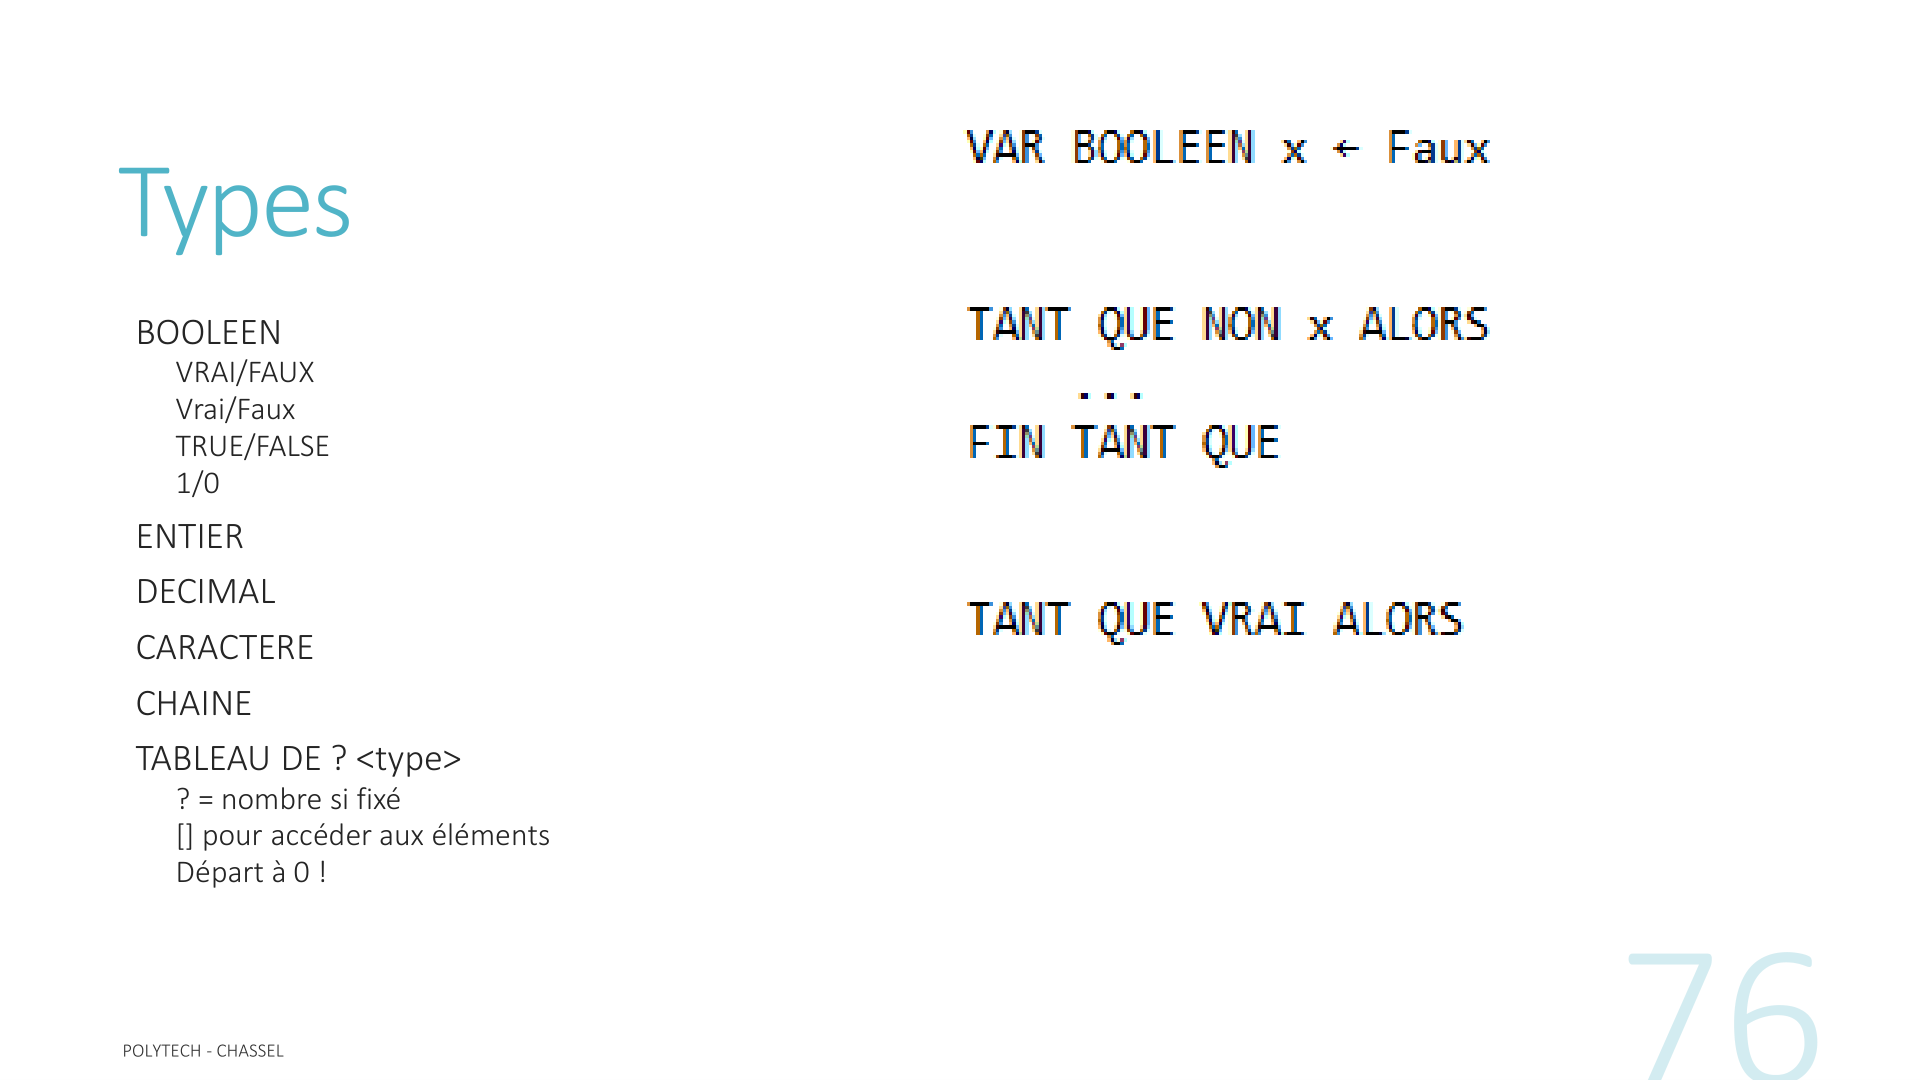 Types
BOOLEEN
VRAI/FAUX
Vrai/Faux
TRUE/FALSE
1/0
ENTIER
DECIMAL
CARACTERE
CHAINE
TABLEAU DE ? <type>
? = nombre si fixé
[] pour accéder aux éléments
Départ à 0 !
VAR BOOLEEN x ← Faux
TANT QUE NON x ALORS
...
FIN TANT QUE
TANT QUE VRAI ALORS
POLYTECH - CHASSEL
76